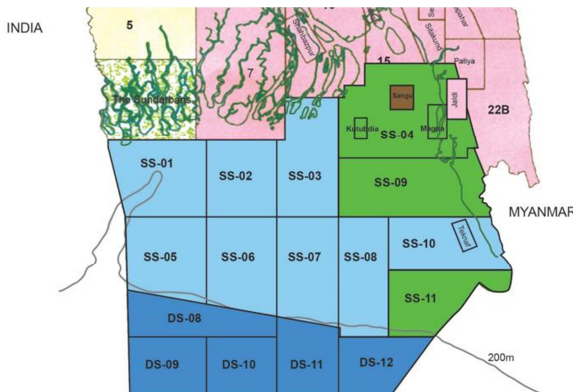 INDIA
5
The Sundarbans
7
Shahbazpur
15
Sitakund
Patiya
Sangu
Jaldi
22B
Kutubdia
Magna
SS-04
SS-01
SS-02
SS-03
SS-09
MYANMAR
SS-05
SS-06
SS-07
SS-08
SS-10
Teknaf
SS-11
DS-08
DS-09
DS-10
DS-11
DS-12
200m